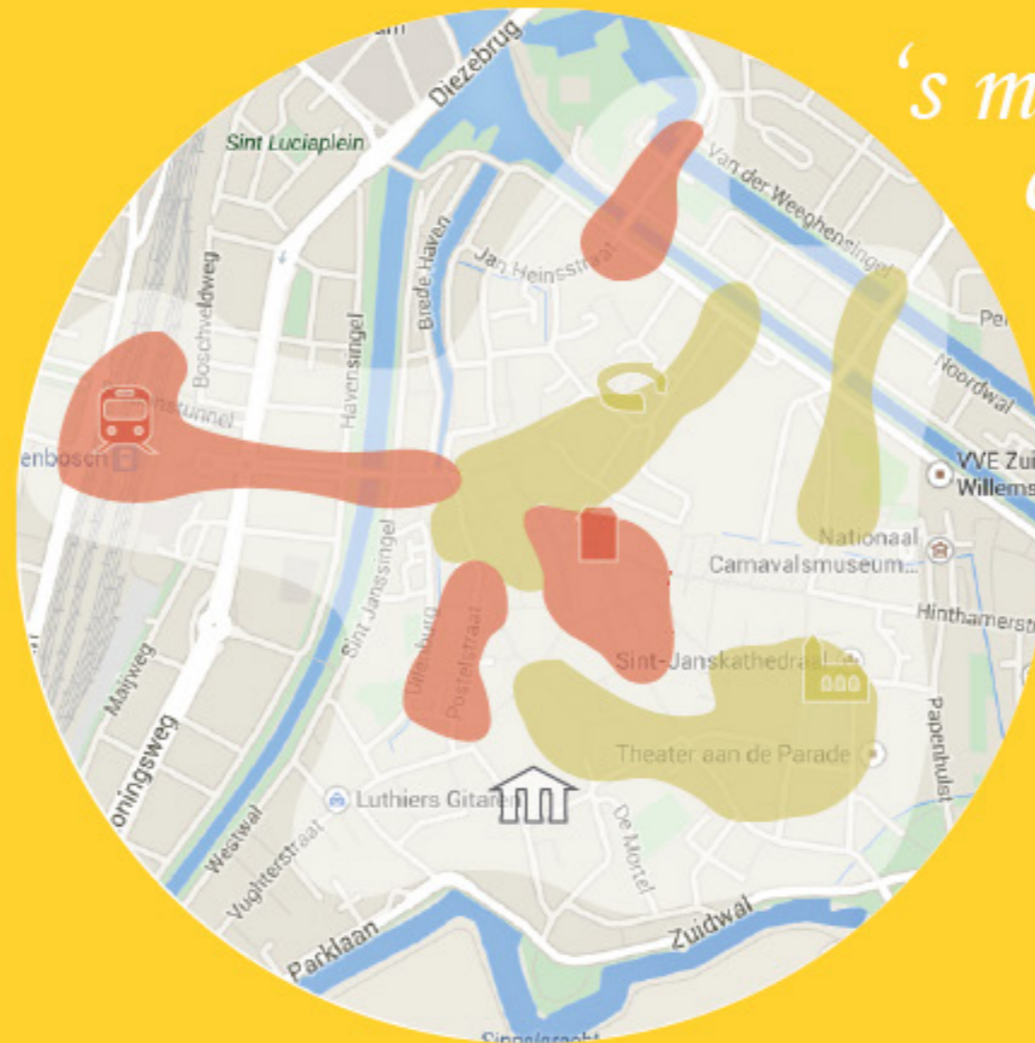 's m
Diezebrug
Sint Luciaplein
Van der Weeghensingel
Jan Heinsstraat
Brede Haven
Boschveldweg
Havensingel
Noordwal
enbosch
VVE Zui
Willems
Nationaal
Carnavalsmuseum...
Hinthamerstr
Sint Janssingel
Uilenburg
Postelstraat
Sint-Janskathedraal
Maijweg
Papenhulst
Theater aan de Parade
oningsweg
Luthiers Gitaren
De Mortel
Westwal
Vughterstraat
Zuidwal
Parklaan